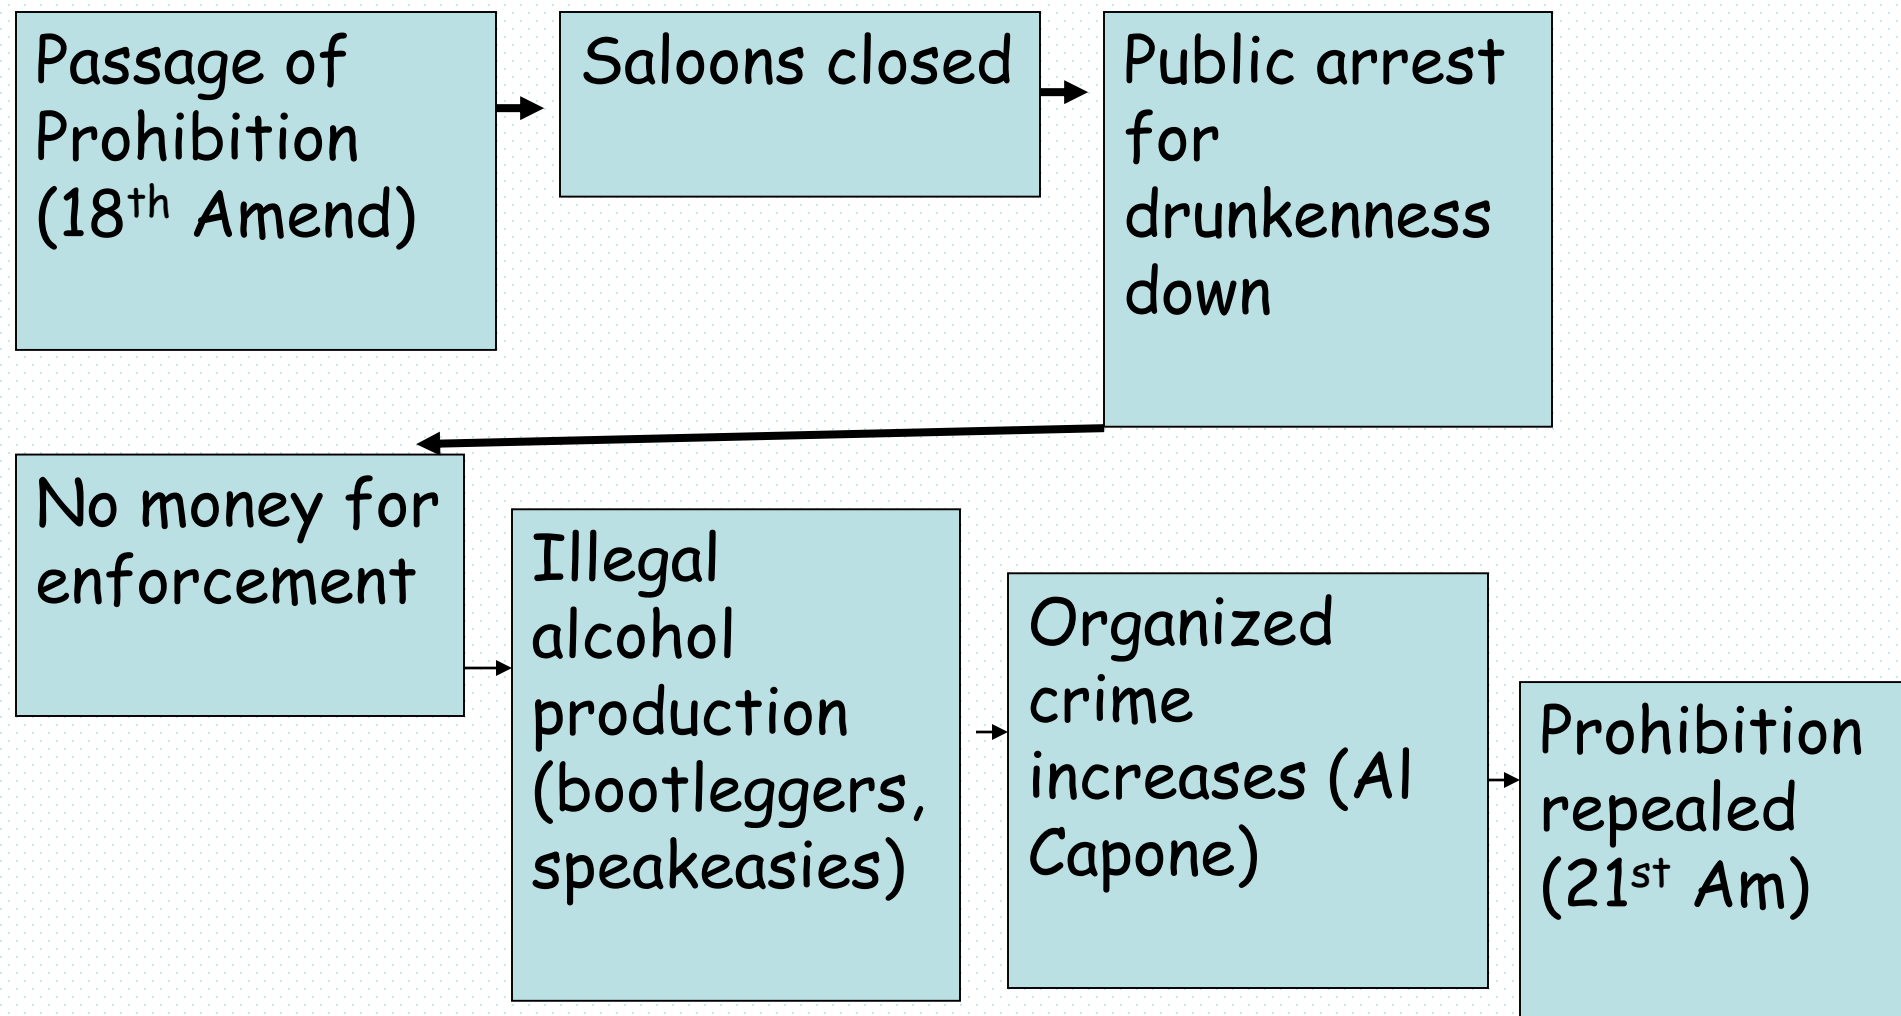 Passage of
Prohibition
(18th Amend)
Saloons closed
Public arrest
for
drunkenness
down
No money for
enforcement
Illegal
alcohol
production
(bootleggers,
speakeasies)
Organized
crime
increases (Al
Capone)
Prohibition
repealed
(21st Am)